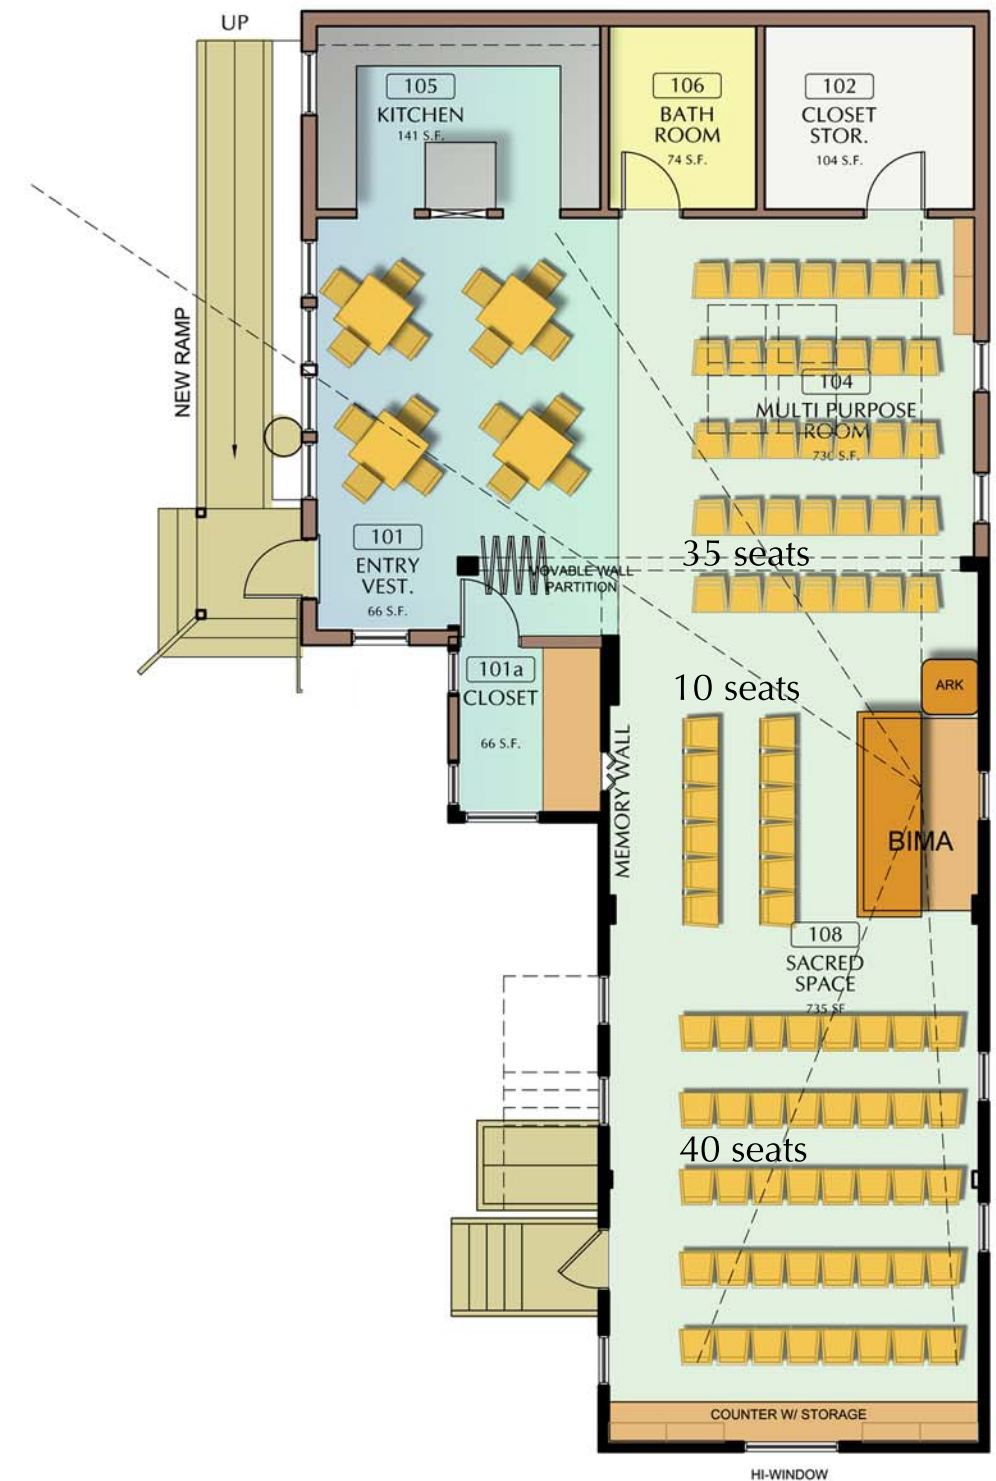 UP
105
KITCHEN
141 S.F.
106
BATH
ROOM
74 S.F.
102
CLOSET
STOR.
104 S.F.
NEW RAMP
104
MULTI PURPOSE
ROOM
730 S.F.
101
ENTRY
VEST.
66 S.F.
MOVABLE WALL
PARTITION
35 seats
101a
CLOSET
66 S.F.
10 seats
ARK
MEMORY WALL
BIMA
108
SACRED
SPACE
735 SF
40 seats
COUNTER W/ STORAGE
HI-WINDOW